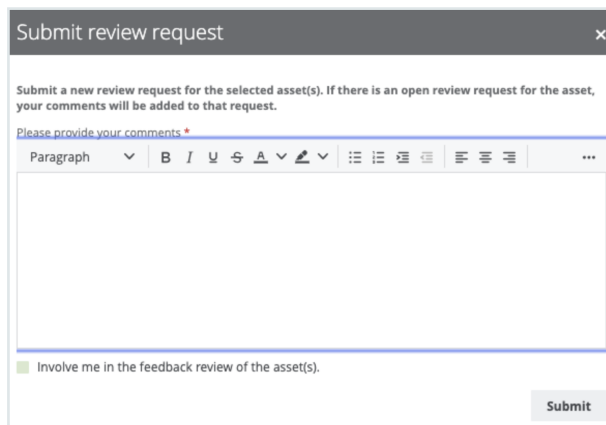 Submit review request ×
Submit a new review request for the selected asset(s). If there is an open review request for the asset,
your comments will be added to that request.
Please provide your comments *
Paragraph B I U S A
Involve me in the feedback review of the asset(s).
Submit